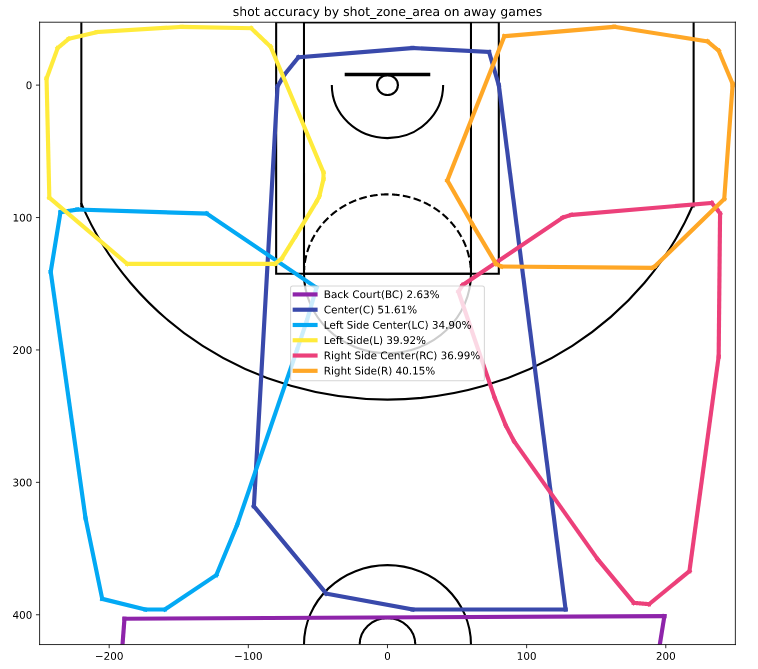 shot accuracy by shot_zone_area on away games
0
100
200
300
400
Back Court(BC) 2.63%
Center(C) 51.61%
Left Side Center(LC) 34.90%
Left Side(L) 39.92%
Right Side Center(RC) 36.99%
Right Side(R) 40.15%
−200
−100
0
100
200